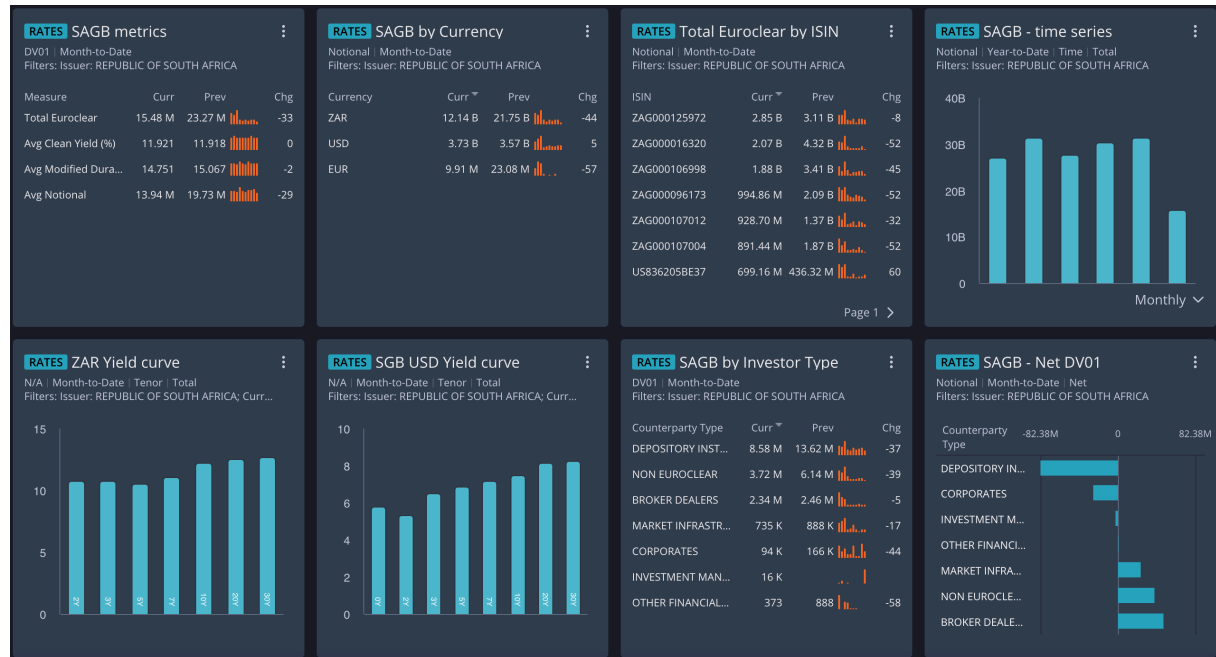 RATES SAGB metrics
DV01 | Month-to-Date
Filters: Issuer: REPUBLIC OF SOUTH AFRICA
Measure Curr Prev Chg
Total Euroclear 15.48 M 23.27 M -33
Avg Clean Yield (%) 11.921 11.918 0
Avg Modified Dura... 14.751 15.067 -2
Avg Notional 13.94 M 19.73 M -29
RATES SAGB by Currency
Notional | Month-to-Date
Filters: Issuer: REPUBLIC OF SOUTH AFRICA
Currency Curr Prev Chg
ZAR 12.14 B 21.75 B -44
USD 3.73 B 3.57 B 5
EUR 9.91 M 23.08 M -57
RATES Total Euroclear by ISIN
Notional | Month-to-Date
Filters: Issuer: REPUBLIC OF SOUTH AFRICA
ISIN Curr Prev Chg
ZAG000125972 2.85 B 3.11 B -8
ZAG000016320 2.07 B 4.32 B -52
ZAG000106998 1.88 B 3.41 B -45
ZAG000096173 994.86 M 2.09 B -52
ZAG000107012 928.70 M 1.37 B -32
ZAG000107004 891.44 M 1.87 B -52
US836205BE37 699.16 M 436.32 M 60
Page 1
RATES SAGB - time series
Notional | Year-to-Date | Time | Total
Filters: Issuer: REPUBLIC OF SOUTH AFRICA
40B
30B
20B
10B
0
Monthly
RATES ZAR Yield curve
N/A | Month-to-Date | Tenor | Total
Filters: Issuer: REPUBLIC OF SOUTH AFRICA; Curr...
15
10
5
0
2Y 3Y 5Y 7Y 10Y 20Y 30Y
RATES SGB USD Yield curve
N/A | Month-to-Date | Tenor | Total
Filters: Issuer: REPUBLIC OF SOUTH AFRICA; Curr...
10
8
6
4
2
0
0Y 2Y 3Y 5Y 7Y 10Y 20Y 30Y
RATES SAGB by Investor Type
DV01 | Month-to-Date
Filters: Issuer: REPUBLIC OF SOUTH AFRICA
Counterparty Type Curr Prev Chg
DEPOSITORY INST... 8.58 M 13.62 M -37
NON EUROCLEAR 3.72 M 6.14 M -39
BROKER DEALERS 2.34 M 2.46 M -5
MARKET INFRASTR... 735 K 888 K -17
CORPORATES 94 K 166 K -44
INVESTMENT MAN... 16 K
OTHER FINANCIAL... 373 888 -58
RATES SAGB - Net DV01
Notional | Month-to-Date | Net
Filters: Issuer: REPUBLIC OF SOUTH AFRICA
Counterparty Type -82.38M 0 82.38M
DEPOSITORY IN...
CORPORATES
INVESTMENT M...
OTHER FINANCI...
MARKET INFRA...
NON EUROCLE...
BROKER DEALE...